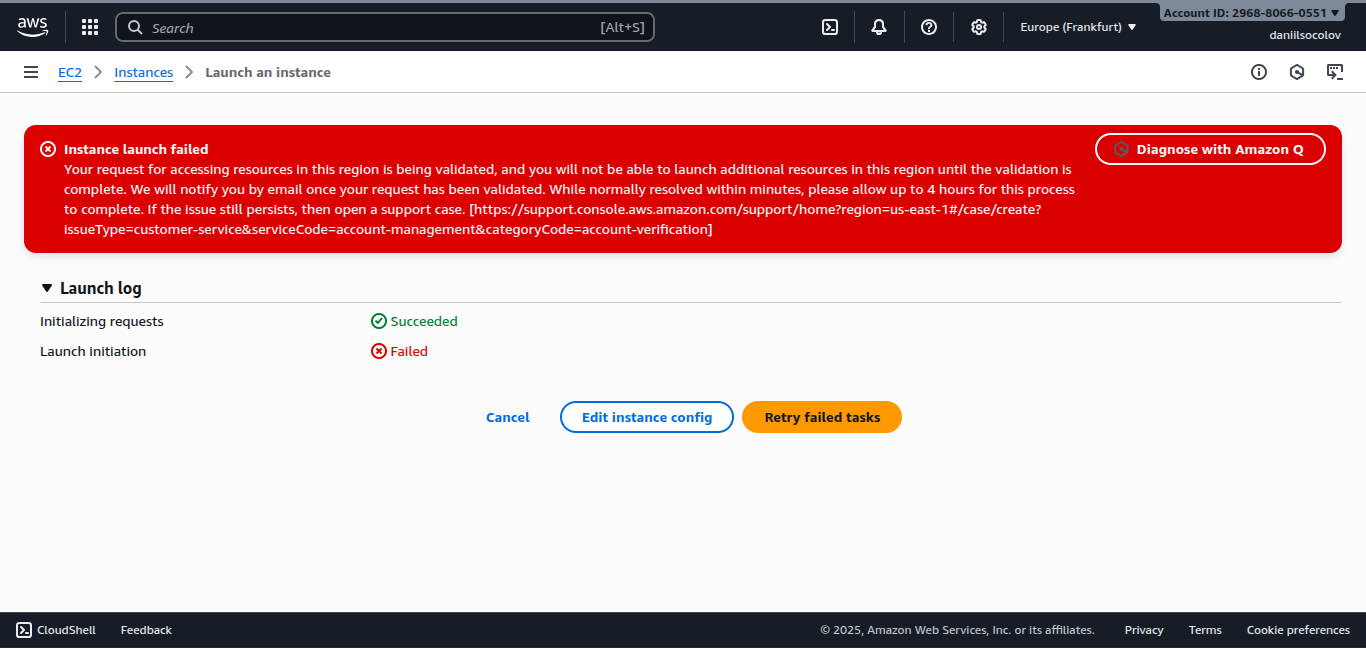 aws
Search
[Alt+S]
Europe (Frankfurt)
Account ID: 2968-8066-0551
daniilsocolov
EC2
Instances
Launch an instance
Instance launch failed
Diagnose with Amazon Q
Your request for accessing resources in this region is being validated, and you will not be able to launch additional resources in this region until the validation is
complete. We will notify you by email once your request has been validated. While normally resolved within minutes, please allow up to 4 hours for this process
to complete. If the issue still persists, then open a support case. [https://support.console.aws.amazon.com/support/home?region=us-east-1#/case/create?
issueType=customer-service&serviceCode=account-management&categoryCode=account-verification]
Launch log
Initializing requests
Succeeded
Launch initiation
Failed
Cancel
Edit instance config
Retry failed tasks
CloudShell
Feedback
© 2025, Amazon Web Services, Inc. or its affiliates.
Privacy
Terms
Cookie preferences